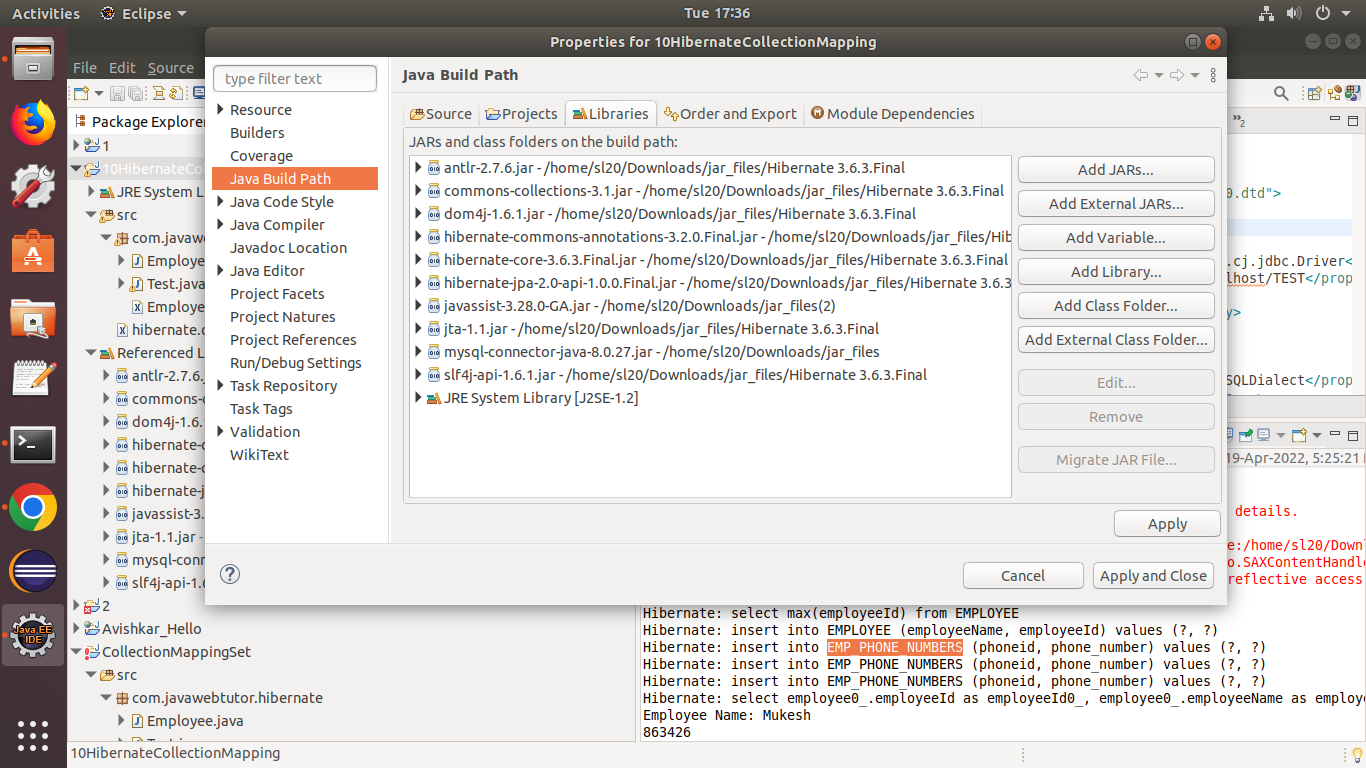 Activities
Eclipse
Tue 17:36
Properties for 10HibernateCollectionMapping
File
Edit
Source
type filter text
Java Build Path
Resource
Builders
Coverage
Java Build Path
Java Code Style
Java Compiler
Javadoc Location
Java Editor
Project Facets
Project Natures
Project References
Run/Debug Settings
Task Repository
Task Tags
Validation
WikiText
Source
Projects
Libraries
Order and Export
Module Dependencies
JARs and class folders on the build path:
antlr-2.7.6.jar - /home/sl20/Downloads/jar_files/Hibernate 3.6.3.Final
commons-collections-3.1.jar - /home/sl20/Downloads/jar_files/Hibernate 3.6.3.Final
dom4j-1.6.1.jar - /home/sl20/Downloads/jar_files/Hibernate 3.6.3.Final
hibernate-commons-annotations-3.2.0.Final.jar - /home/sl20/Downloads/jar_files/Hib
hibernate-core-3.6.3.Final.jar - /home/sl20/Downloads/jar_files/Hibernate 3.6.3.Final
hibernate-jpa-2.0-api-1.0.0.Final.jar - /home/sl20/Downloads/jar_files/Hibernate 3.6.3
javassist-3.28.0-GA.jar - /home/sl20/Downloads/jar_files(2)
jta-1.1.jar - /home/sl20/Downloads/jar_files/Hibernate 3.6.3.Final
mysql-connector-java-8.0.27.jar - /home/sl20/Downloads/jar_files
slf4j-api-1.6.1.jar - /home/sl20/Downloads/jar_files/Hibernate 3.6.3.Final
JRE System Library [J2SE-1.2]
Add JARs...
Add External JARs...
Add Variable...
Add Library...
Add Class Folder...
Add External Class Folder...
Edit...
Remove
Migrate JAR File...
Apply
Cancel
Apply and Close
Package Explorer
1
10HibernateCo
JRE System L
src
com.javawe
Employe
Test.java
Employe
hibernate.c
Referenced L
antlr-2.7.6.
commons-c
dom4j-1.6.1
hibernate-c
hibernate-c
hibernate-j
javassist-3.
jta-1.1.jar -
mysql-conn
slf4j-api-1.6
2
Avishkar_Hello
CollectionMappingSet
src
com.javawebtutor.hibernate
Employee.java
10HibernateCollectionMapping
Java EE
IDE
»2
0.dtd">
.cj.jdbc.Driver<
lhost/TEST</prop
y>
SQLDialect</prop
19-Apr-2022, 5:25:21
details.
e:/home/sl20/Downl
o.SAXContentHandle
reflective access
Hibernate: select max(employeeId) from EMPLOYEE
Hibernate: insert into EMPLOYEE (employeeName, employeeId) values (?, ?)
Hibernate: insert into EMP_PHONE_NUMBERS (phoneid, phone_number) values (?, ?)
Hibernate: insert into EMP_PHONE_NUMBERS (phoneid, phone_number) values (?, ?)
Hibernate: insert into EMP_PHONE_NUMBERS (phoneid, phone_number) values (?, ?)
Hibernate: select employee0_.employeeId as employeeId0_, employee0_.employeeName as employe
Employee Name: Mukesh
863426